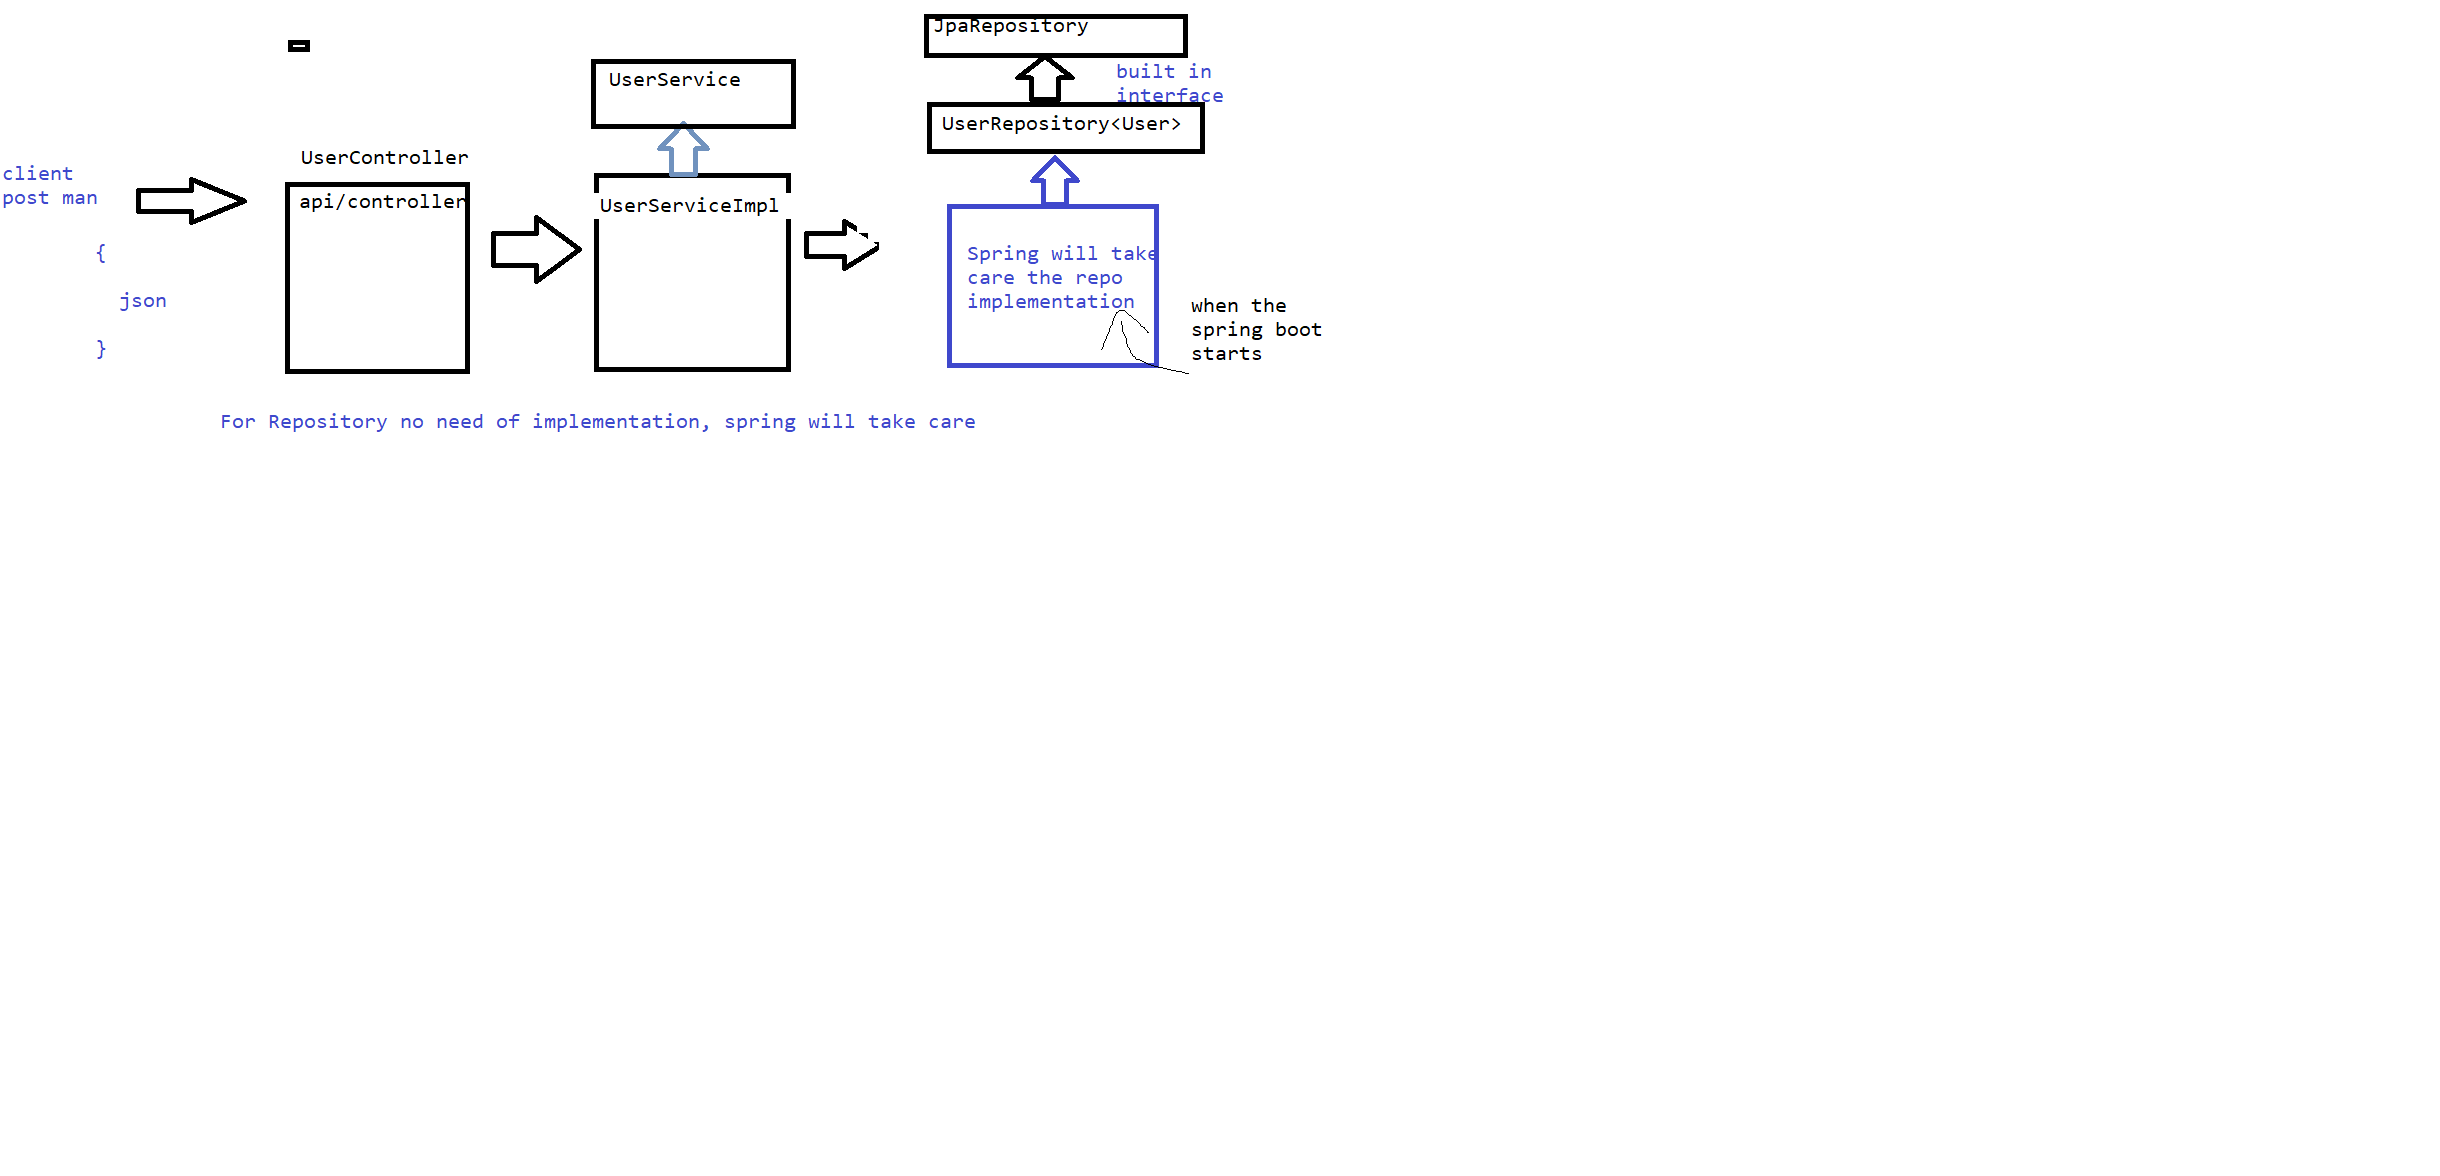 JpaRepository
built in
interface
UserService
UserRepository<User>
UserController
client
post man
api/controller
UserServiceImpl
{
json
}
Spring will take
care the repo
implementation
when the
spring boot
starts
For Repository no need of implementation, spring will take care